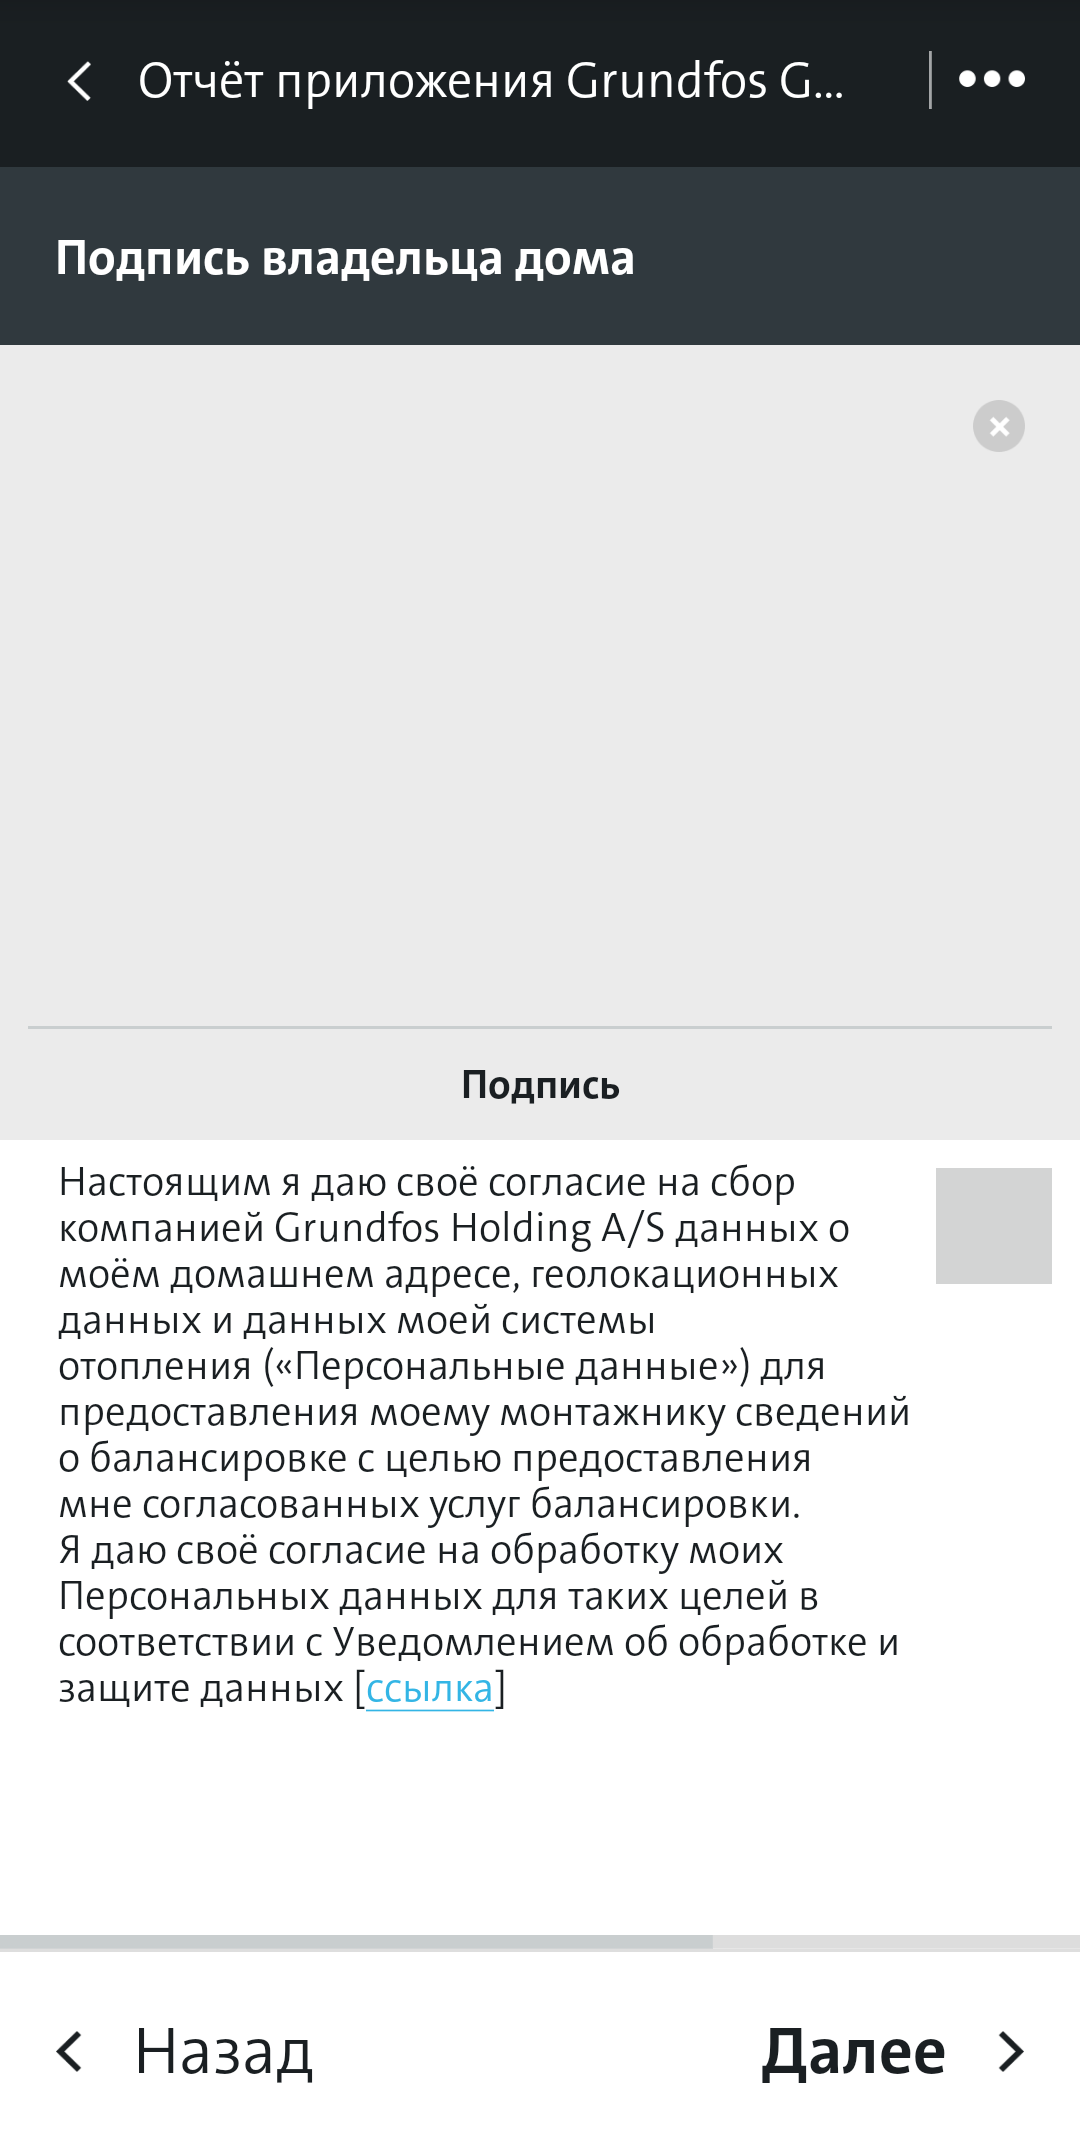 Отчёт приложения Grundfos G...
Подпись владельца дома
Подпись
Настоящим я даю своё согласие на сбор
компанией Grundfos Holding A/S данных о
моём домашнем адресе, геолокационных
данных и данных моей системы
отопления («Персональные данные») для
предоставления моему монтажнику сведений
о балансировке с целью предоставления
мне согласованных услуг балансировки.
Я даю своё согласие на обработку моих
Персональных данных для таких целей в
соответствии с Уведомлением об обработке и
защите данных [ссылка]
Назад
Далее